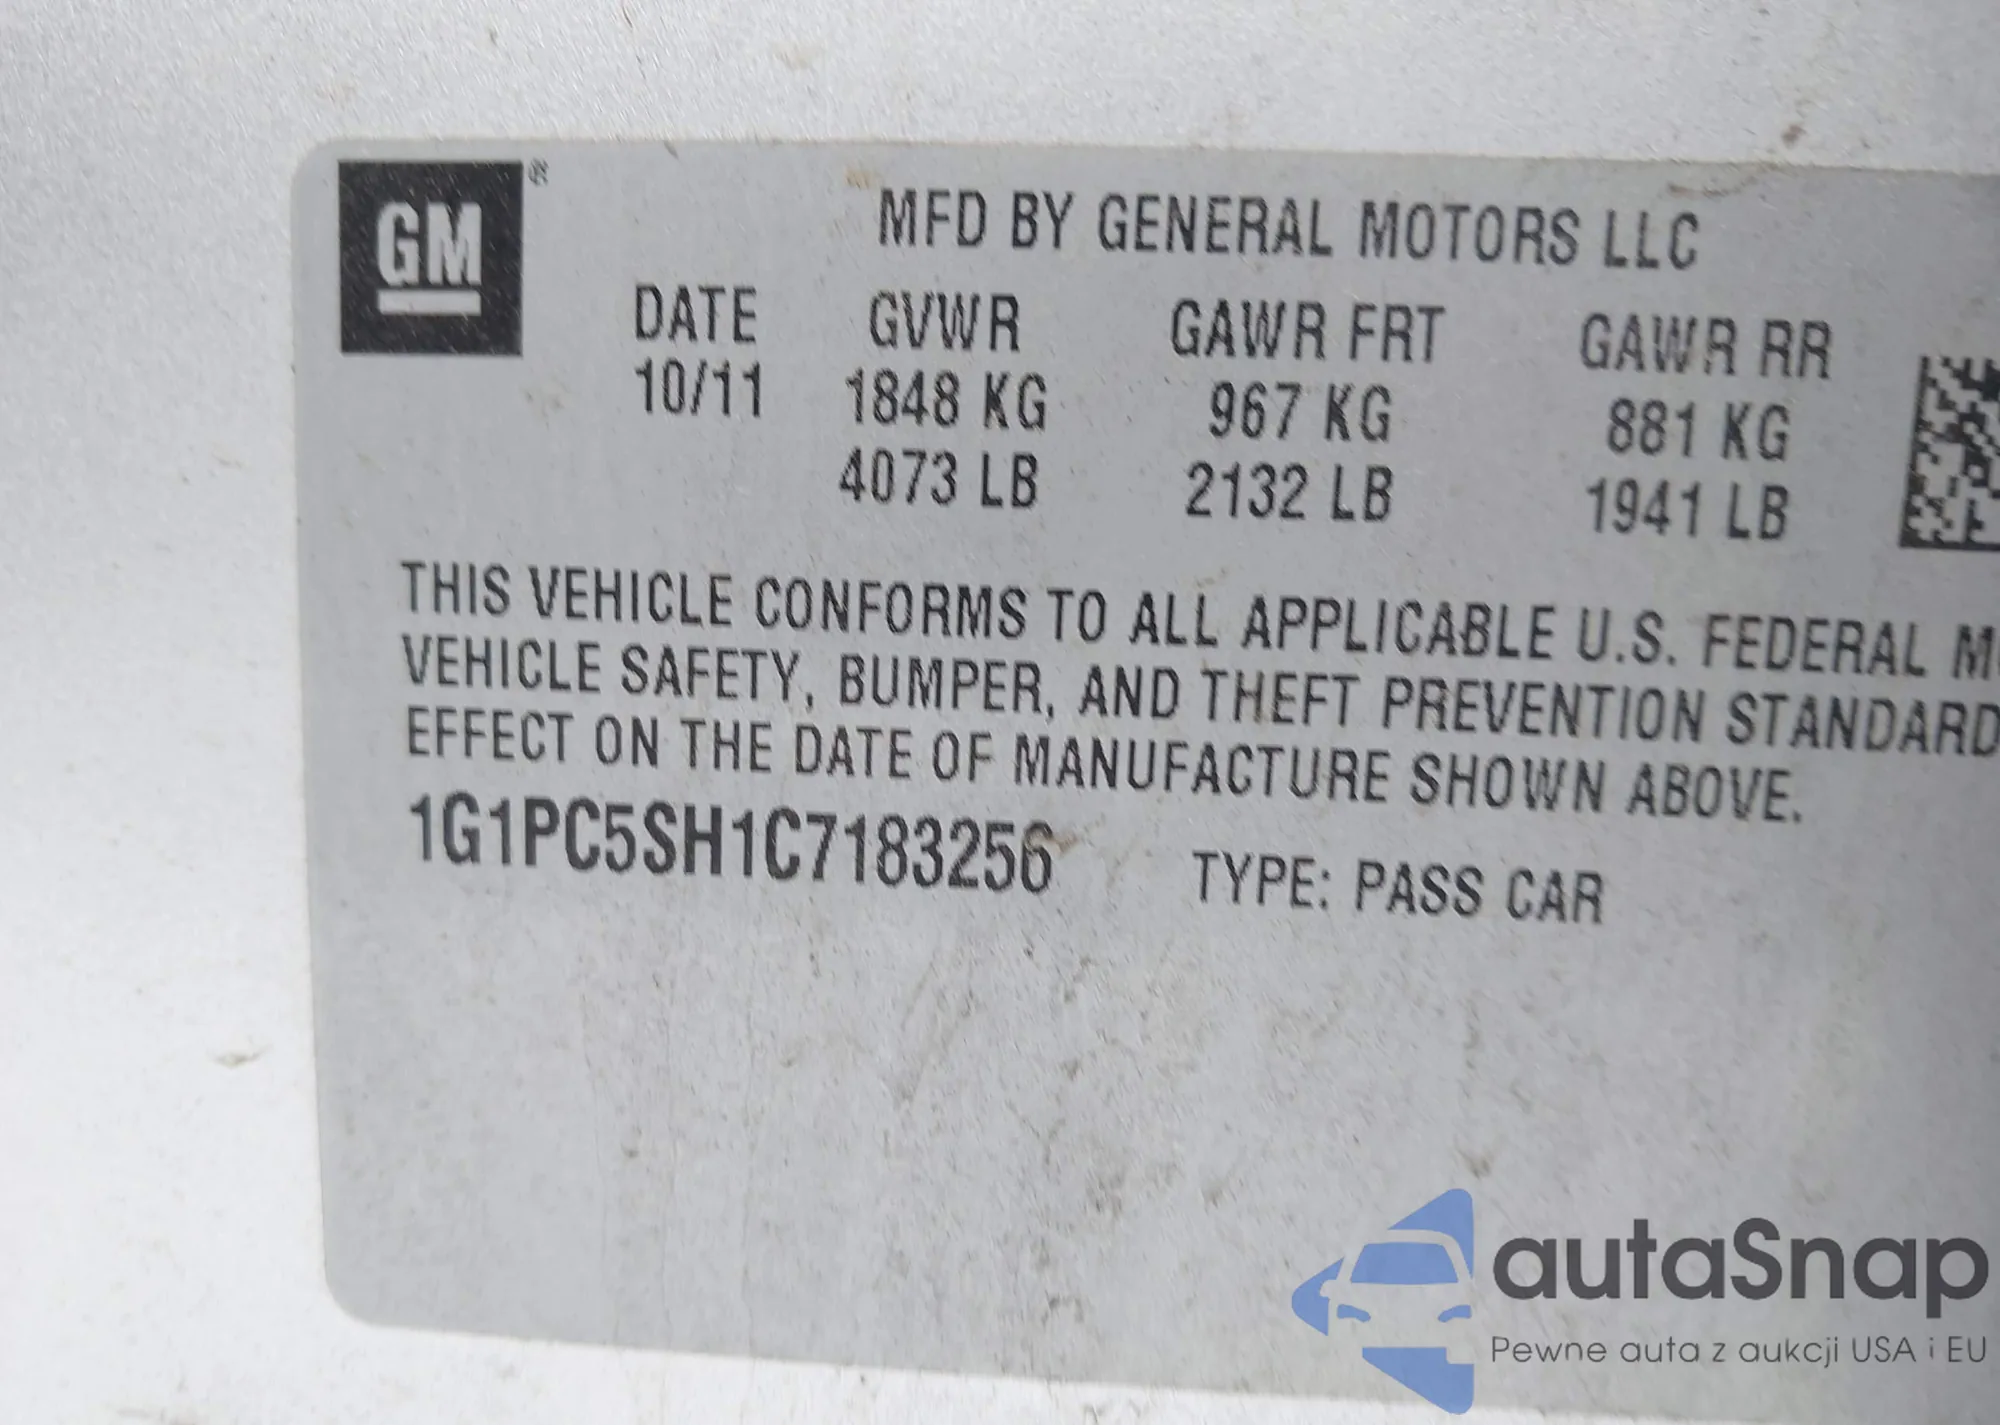 GM ®
MFD BY GENERAL MOTORS LLC
DATE GVWR GAWR FRT GAWR RR
10/11 1848 KG 967 KG 881 KG
4073 LB 2132 LB 1941 LB
THIS VEHICLE CONFORMS TO ALL APPLICABLE U.S. FEDERAL
VEHICLE SAFETY, BUMPER, AND THEFT PREVENTION STANDARD
EFFECT ON THE DATE OF MANUFACTURE SHOWN ABOVE.
1G1PC5SH1C7183256 TYPE: PASS CAR
autaSnap
Pewne auta z aukcji USA i EU